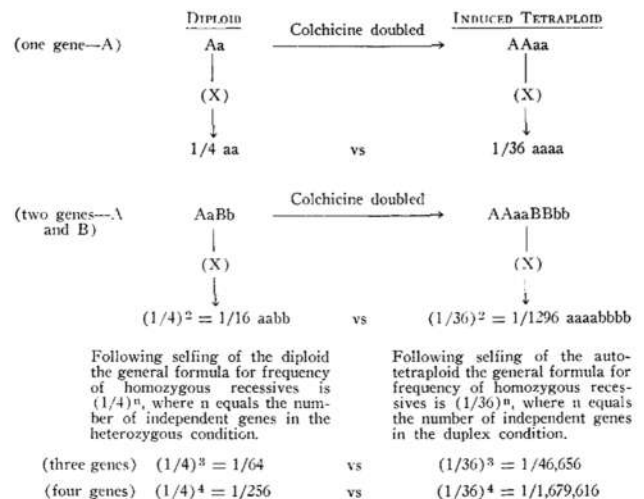 DIPLOID INDUCED TETRAPLOID
Colchicine doubled
(one gene—A) Aa AAaa
(X) (X)
1/4 aa vs 1/36 aaaa
Colchicine doubled
(two genes—A AaBb AAaaBBbb
and B)
(X) (X)
(1/4)² = 1/16 aabb vs (1/36)² = 1/1296 aaaabbbb
Following selfing of the diploid
the general formula for frequency
of homozygous recessives is
(1/4)ⁿ, where n equals the num-
ber of independent genes in the
heterozygous condition.
Following selfing of the auto-
tetraploid the general formula for
frequency of homozygous reces-
sives is (1/36)ⁿ, where n equals
the number of independent genes
in the duplex condition.
(three genes) (1/4)³ = 1/64 vs (1/36)³ = 1/46,656
(four genes) (1/4)⁴ = 1/256 vs (1/36)⁴ = 1/1,679,616